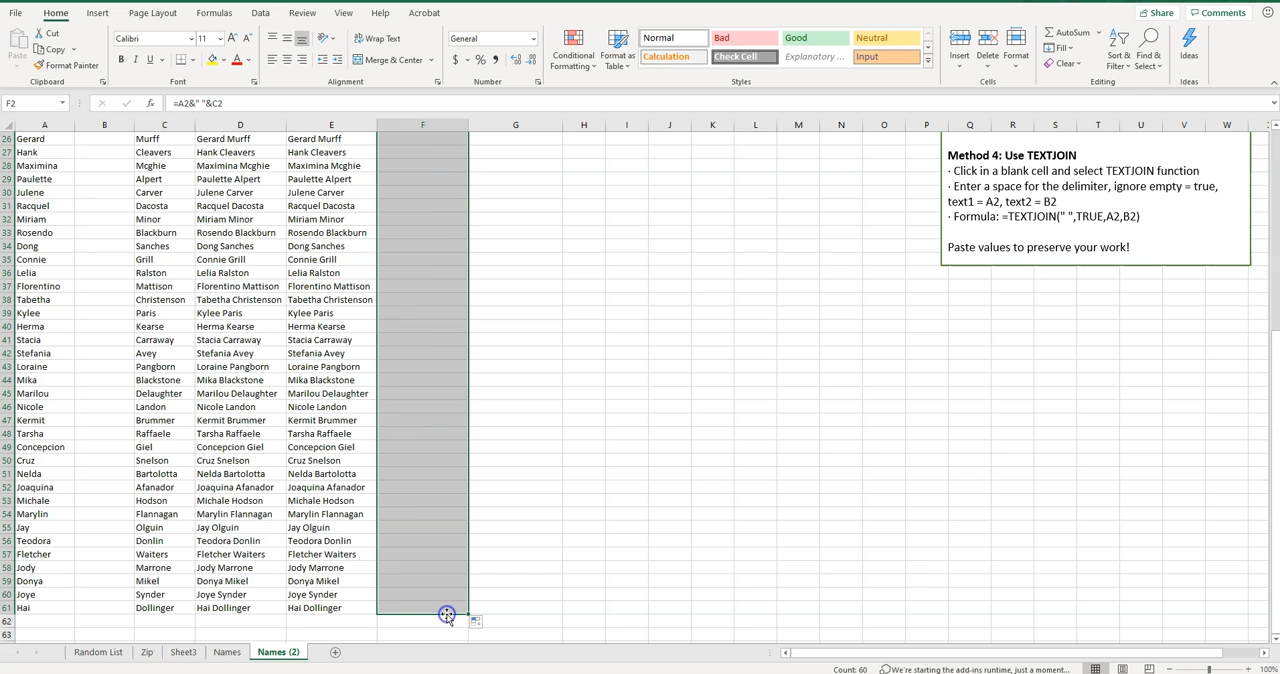 File Home Insert Page Layout Formulas Data Review View Help Acrobat Share Comments
Paste Cut Copy Format Painter Clipboard
Calibri 11 A A B I U A Font
Wrap Text Merge & Center Alignment
General $ % , Number
Conditional Formatting Format as Table
Normal Bad Good Neutral
Calculation Check Cell Explanatory ... Input
Styles
Insert Delete Format Cells
AutoSum Fill Clear Sort & Filter Find & Select Editing
Ideas Ideas
F2 fx =A2&" "&C2
A B C D E F G H I J K L M N O P Q R S T U V W
26 Gerard Murff Gerard Murff Gerard Murff
27 Hank Cleavers Hank Cleavers Hank Cleavers
28 Maximina Mcghie Maximina Mcghie Maximina Mcghie
29 Paulette Alpert Paulette Alpert Paulette Alpert
30 Julene Carver Julene Carver Julene Carver
31 Racquel Dacosta Racquel Dacosta Racquel Dacosta
32 Miriam Minor Miriam Minor Miriam Minor
33 Rosendo Blackburn Rosendo Blackburn Rosendo Blackburn
34 Dong Sanches Dong Sanches Dong Sanches
35 Connie Grill Connie Grill Connie Grill
36 Lelia Ralston Lelia Ralston Lelia Ralston
37 Florentino Mattison Florentino Mattison Florentino Mattison
38 Tabetha Christenson Tabetha Christenson Tabetha Christenson
39 Kylee Paris Kylee Paris Kylee Paris
40 Herma Kearse Herma Kearse Herma Kearse
41 Stacia Carraway Stacia Carraway Stacia Carraway
42 Stefania Avey Stefania Avey Stefania Avey
43 Loraine Pangborn Loraine Pangborn Loraine Pangborn
44 Mika Blackstone Mika Blackstone Mika Blackstone
45 Marilou Delaughter Marilou Delaughter Marilou Delaughter
46 Nicole Landon Nicole Landon Nicole Landon
47 Kermit Brummer Kermit Brummer Kermit Brummer
48 Tarsha Raffaele Tarsha Raffaele Tarsha Raffaele
49 Concepcion Giel Concepcion Giel Concepcion Giel
50 Cruz Snelson Cruz Snelson Cruz Snelson
51 Nelda Bartolotta Nelda Bartolotta Nelda Bartolotta
52 Joaquina Afanador Joaquina Afanador Joaquina Afanador
53 Michale Hodson Michale Hodson Michale Hodson
54 Marylin Flannagan Marylin Flannagan Marylin Flannagan
55 Jay Olguin Jay Olguin Jay Olguin
56 Teodora Donlin Teodora Donlin Teodora Donlin
57 Fletcher Waiters Fletcher Waiters Fletcher Waiters
58 Jody Marrone Jody Marrone Jody Marrone
59 Donya Mikel Donya Mikel Donya Mikel
60 Joye Synder Joye Synder Joye Synder
61 Hai Dollinger Hai Dollinger Hai Dollinger
62
63
Method 4: Use TEXTJOIN
· Click in a blank cell and select TEXTJOIN function
· Enter a space for the delimiter, ignore empty = true,
text1 = A2, text2 = B2
· Formula: =TEXTJOIN(" ",TRUE,A2,B2)
Paste values to preserve your work!
Random List Zip Sheet3 Names Names (2)
Count: 60 We're starting the add-ins runtime, just a moment... 100%